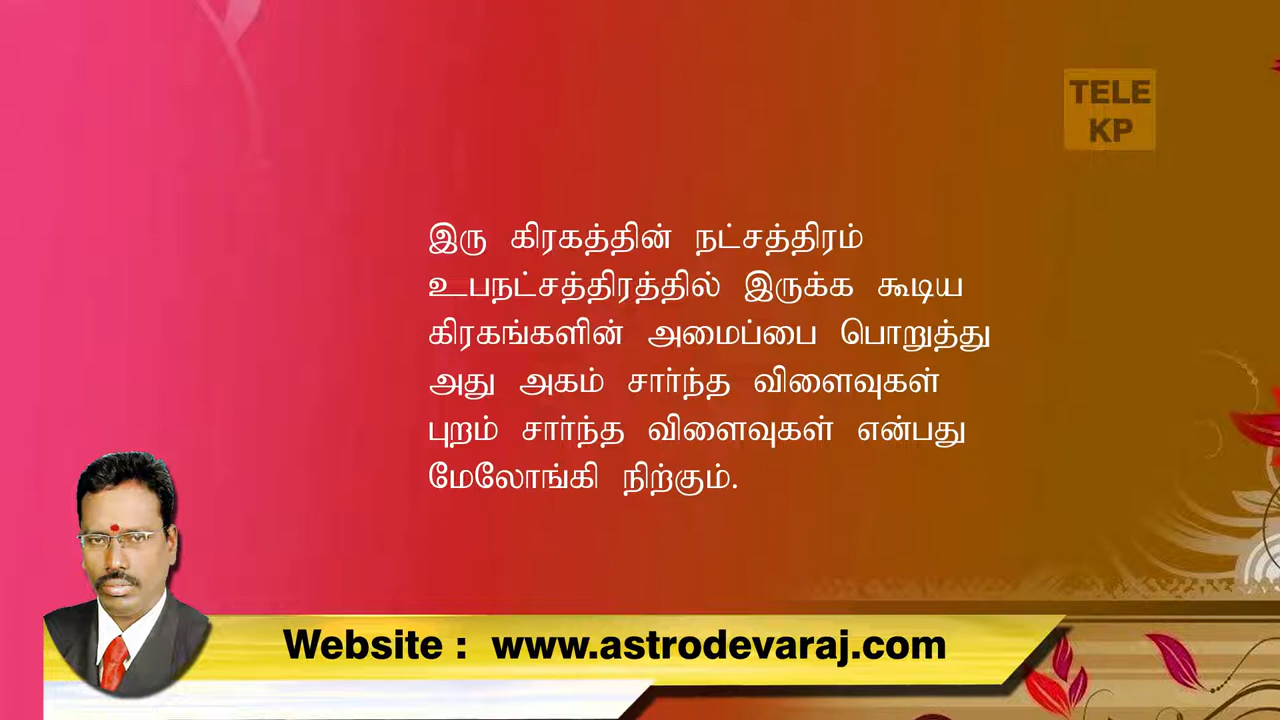 TELE
KP
இரு கிரகத்தின் நட்சத்திரம்
உபநட்சத்திரத்தில் இருக்க கூடிய
கிரகங்களின் அமைப்பை பொறுத்து
அது அகம் சார்ந்த விளைவுகள்
புறம் சார்ந்த விளைவுகள் என்பது
மேலோங்கி நிற்கும்.
Website : www.astrodevaraj.com